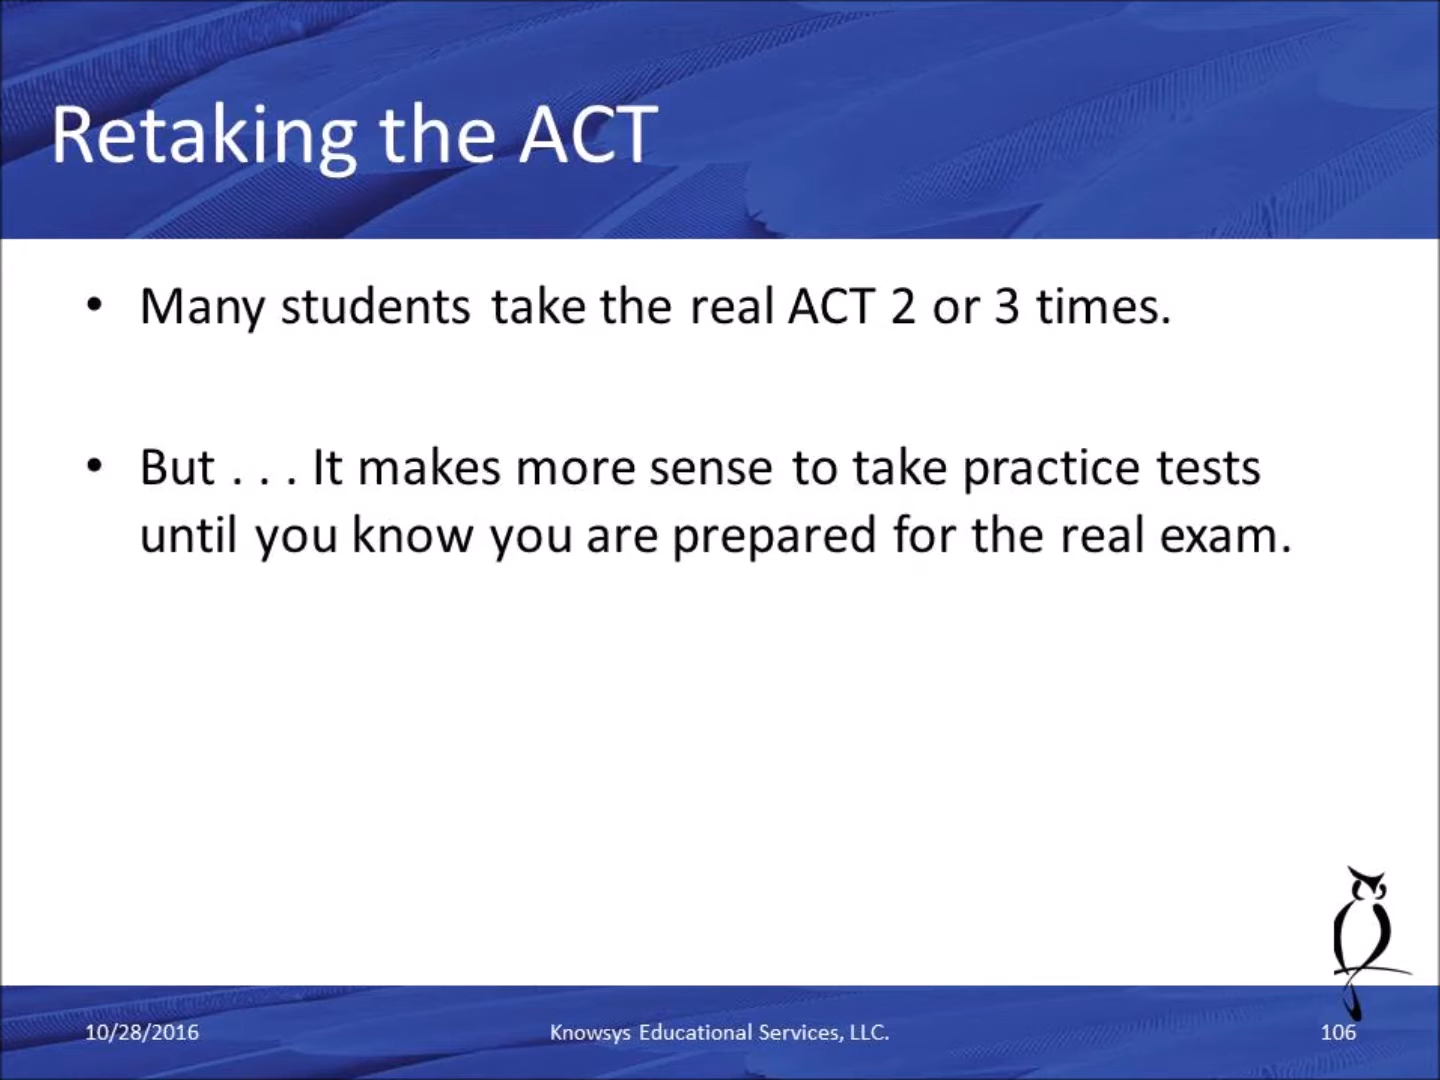 Retaking the ACT
• Many students take the real ACT 2 or 3 times.
• But . . . It makes more sense to take practice tests
until you know you are prepared for the real exam.
10/28/2016
Knowsys Educational Services, LLC.
106